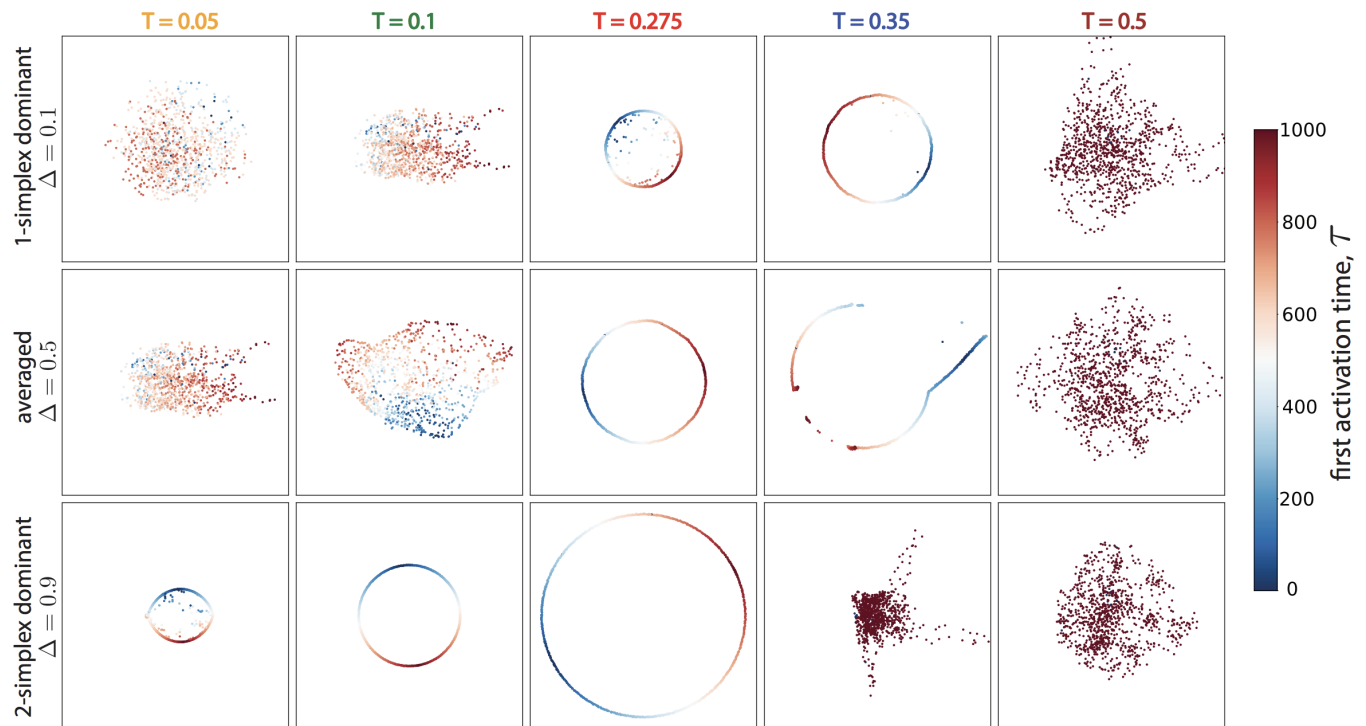 T = 0.05
T = 0.1
T = 0.275
T = 0.35
T = 0.5
1-simplex dominant
Δ = 0.1
averaged
Δ = 0.5
2-simplex dominant
Δ = 0.9
1000
800
600
400
200
0
first activation time, 𝒯